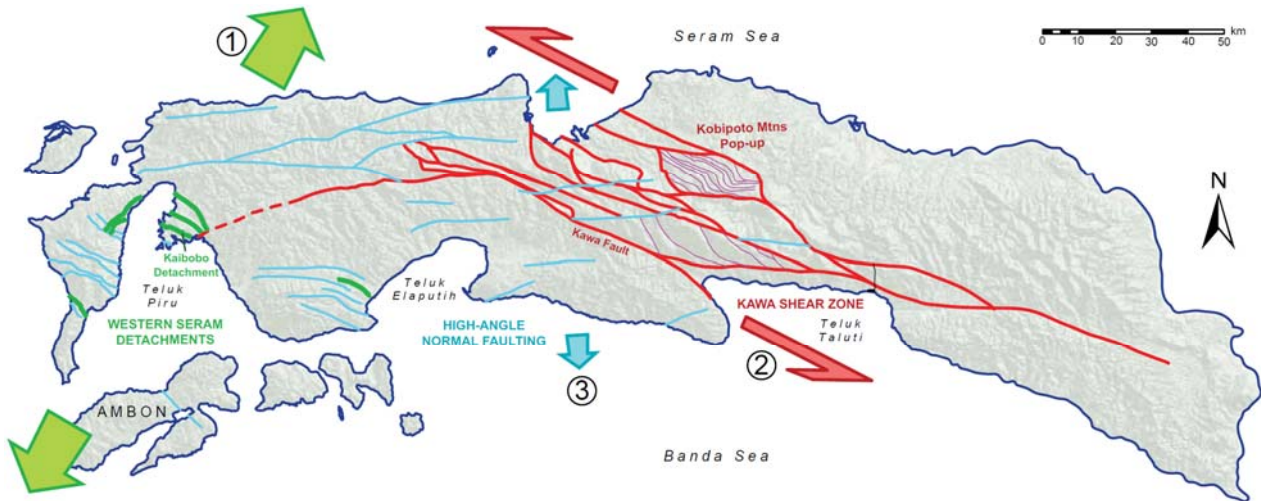 ①
Seram Sea
km
0 10 20 30 40 50
Kobipoto Mtns
Pop-up
N
Kawa Fault
Kaibobo
Detachment
Teluk
Piru
Teluk
Elaputih
WESTERN SERAM
DETACHMENTS
HIGH-ANGLE
NORMAL FAULTING
KAWA SHEAR ZONE
Teluk
Taluti
②
③
AMBON
Banda Sea